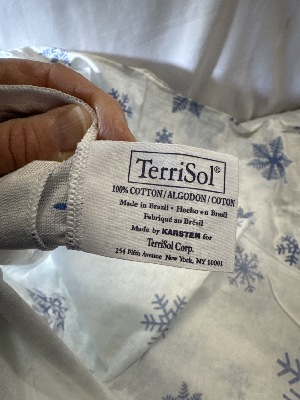 TerriSol®
100% COTTON/ALGODON/COTON
Made in Brazil • Hecho en Brasil
Fabriqué au Brésil
Made by KARSTEN for
TerriSol Corp.
254 Fifth Avenue New York, NY 10001